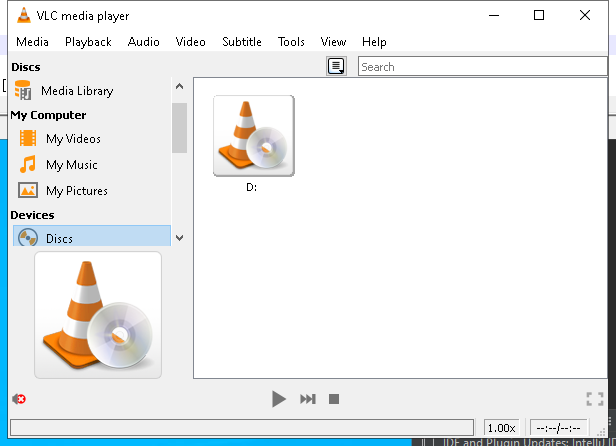 VLC media player
Media Playback Audio Video Subtitle Tools View Help
Discs
Search
Media Library
My Computer
My Videos
My Music
My Pictures
Devices
Discs
D:
1.00x --:--/--:--
IDE and Plugin Updates: IntelliJ